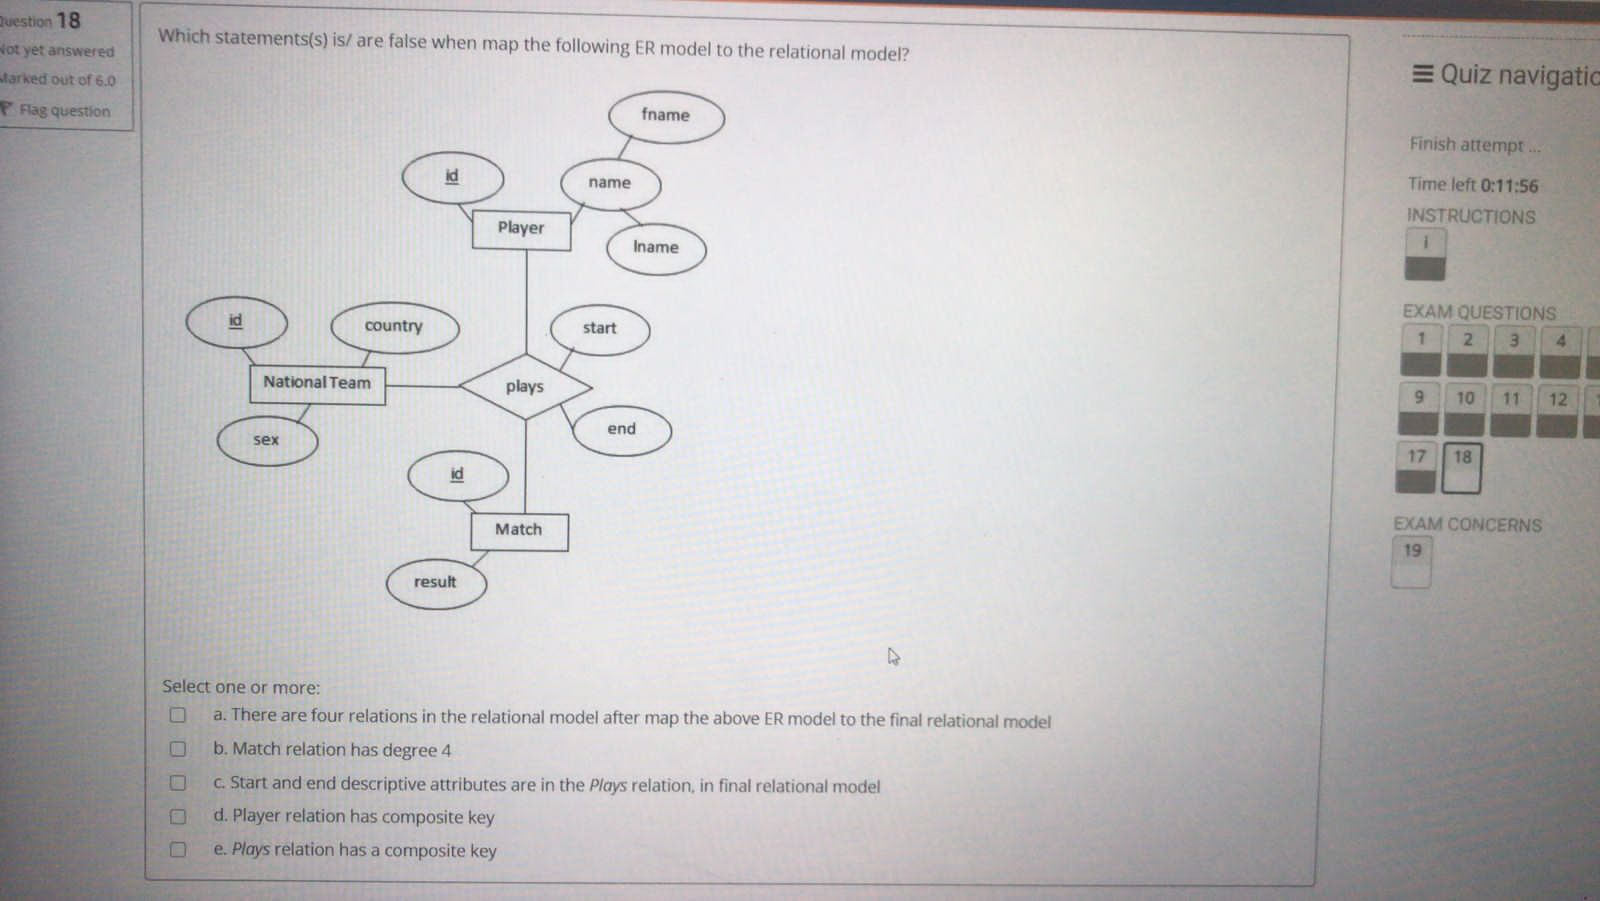 Question 18
Not yet answered
Marked out of 6.0
Flag question
Which statements(s) is/ are false when map the following ER model to the relational model?
fname
id
name
Player
lname
id
country
start
National Team
plays
sex
end
id
Match
result
Select one or more:
a. There are four relations in the relational model after map the above ER model to the final relational model
b. Match relation has degree 4
c. Start and end descriptive attributes are in the Plays relation, in final relational model
d. Player relation has composite key
e. Plays relation has a composite key
Quiz navigatio
Finish attempt ...
Time left 0:11:56
INSTRUCTIONS
i
EXAM QUESTIONS
1 2 3 4
9 10 11 12
17 18
EXAM CONCERNS
19